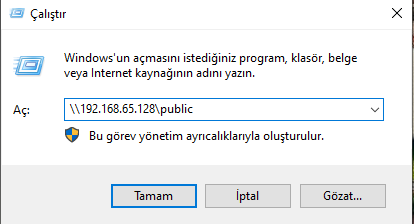 Çalıştır
Windows'un açmasını istediğiniz program, klasör, belge
veya Internet kaynağının adını yazın.
Aç: \\192.168.65.128\public
Bu görev yönetim ayrıcalıklarıyla oluşturulur.
Tamam İptal Gözat...